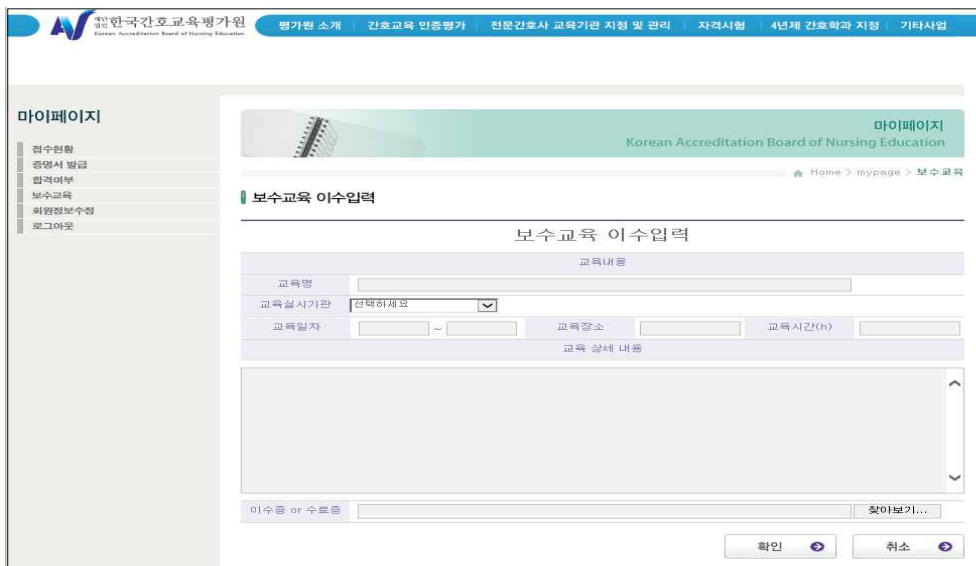 재단법인 한국간호교육평가원
Korean Accreditation Board of Nursing Education
평가원 소개 간호교육 인증평가 전문간호사 교육기관 지정 및 관리 자격시험 4년제 간호학과 지정 기타사업
마이페이지
접수현황
증명서 발급
합격여부
보수교육
회원정보수정
로그아웃
마이페이지
Korean Accreditation Board of Nursing Education
Home > mypage > 보수교육
보수교육 이수입력
보수교육 이수입력
교육내용
교육명
교육실시기관 선택하세요
교육일자 ~ 교육장소 교육시간(h)
교육 상세 내용
이수증 or 수료증 찾아보기...
확인 취소